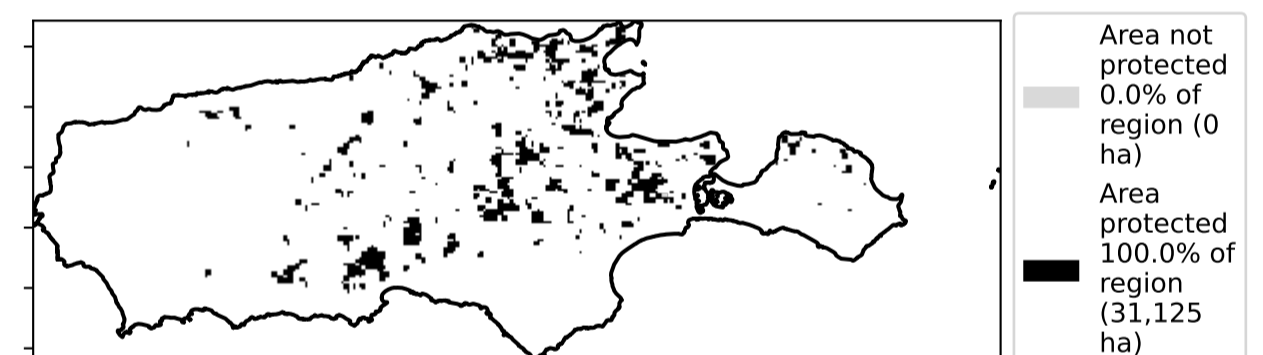 Area not
protected
0.0% of
region (0
ha)
Area
protected
100.0% of
region
(31,125
ha)